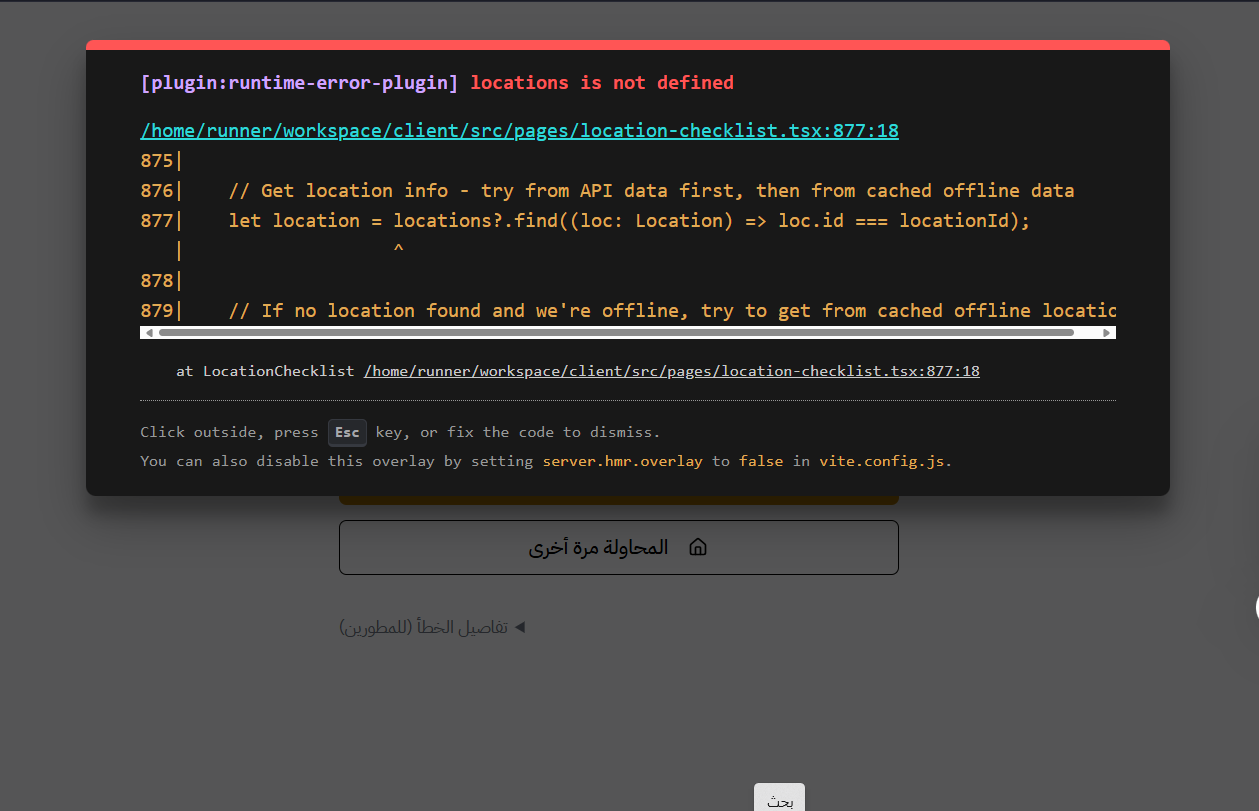 [plugin:runtime-error-plugin] locations is not defined
/home/runner/workspace/client/src/pages/location-checklist.tsx:877:18
875|
876|    // Get location info - try from API data first, then from cached offline data
877|    let location = locations?.find((loc: Location) => loc.id === locationId);
   |                   ^
878|
879|    // If no location found and we're offline, try to get from cached offline locatio
at LocationChecklist /home/runner/workspace/client/src/pages/location-checklist.tsx:877:18
Click outside, press Esc key, or fix the code to dismiss.
You can also disable this overlay by setting server.hmr.overlay to false in vite.config.js.
المحاولة مرة أخرى
◀ تفاصيل الخطأ (للمطورين)
بحث